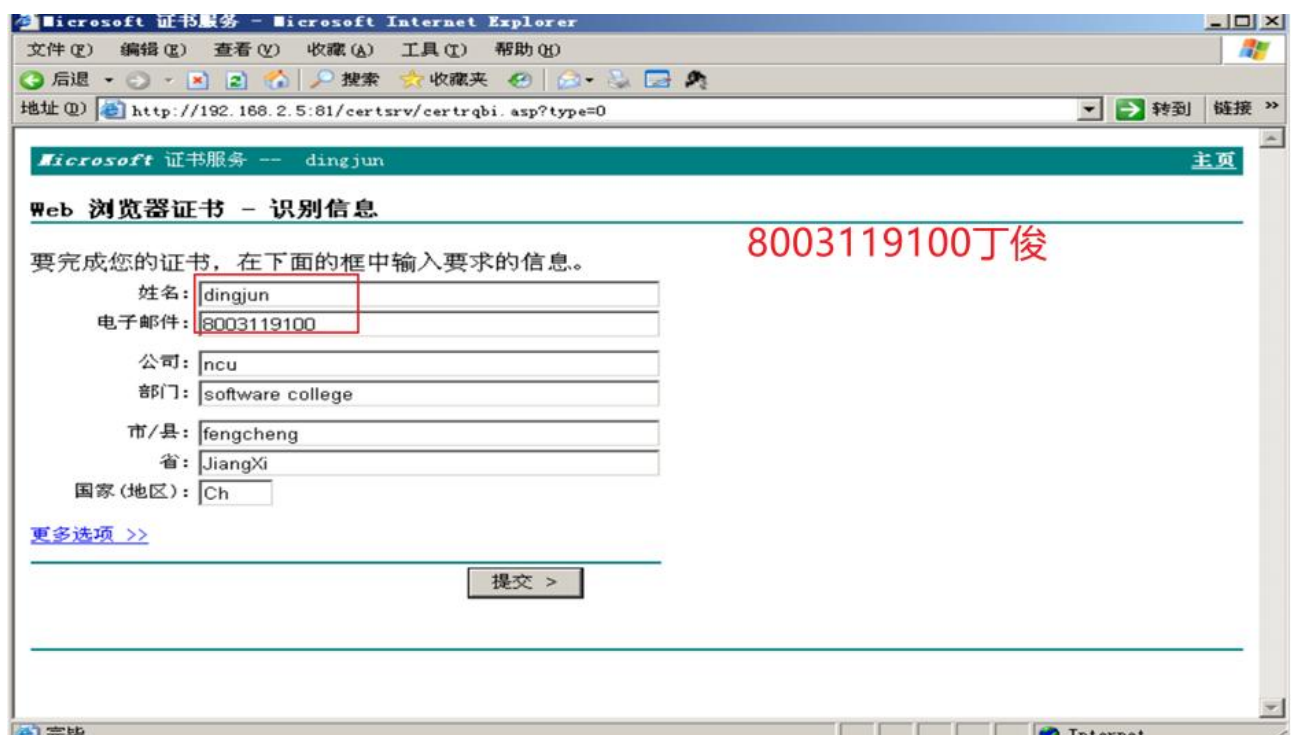 Microsoft 证书服务 - Microsoft Internet Explorer
文件(F) 编辑(E) 查看(V) 收藏(A) 工具(T) 帮助(H)
后退 搜索 收藏夹
地址(D) http://192.168.2.5:81/certsrv/certrqbi.asp?type=0 转到 链接 »
Microsoft 证书服务 -- dingjun 主页
Web 浏览器证书 - 识别信息
8003119100丁俊
要完成您的证书，在下面的框中输入要求的信息。
姓名: dingjun
电子邮件: 8003119100
公司: ncu
部门: software college
市/县: fengcheng
省: JiangXi
国家(地区): Ch
更多选项 >>
提交 >
完毕 Internet